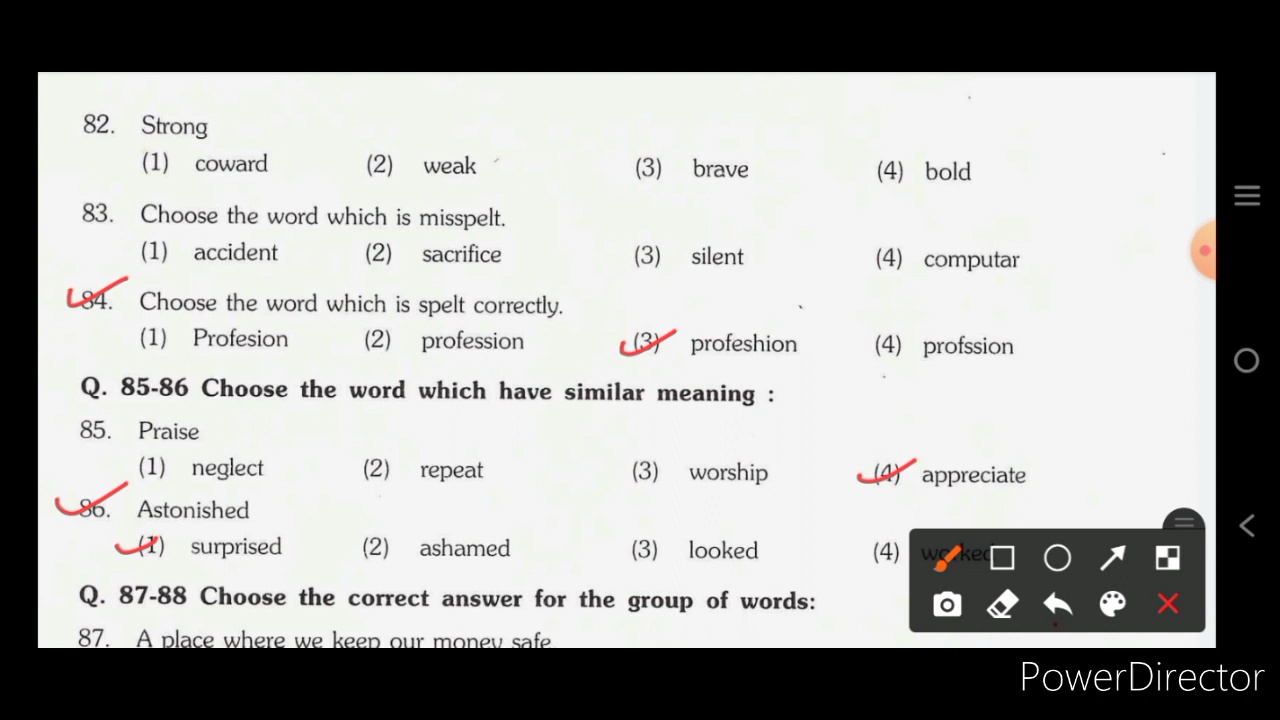 82. Strong
(1) coward (2) weak (3) brave (4) bold
83. Choose the word which is misspelt.
(1) accident (2) sacrifice (3) silent (4) computar
84. Choose the word which is spelt correctly.
(1) Profesion (2) profession (3) profeshion (4) profssion
Q. 85-86 Choose the word which have similar meaning :
85. Praise
(1) neglect (2) repeat (3) worship (4) appreciate
86. Astonished
(1) surprised (2) ashamed (3) looked (4) worked
Q. 87-88 Choose the correct answer for the group of words:
87. A place where we keep our money safe
PowerDirector